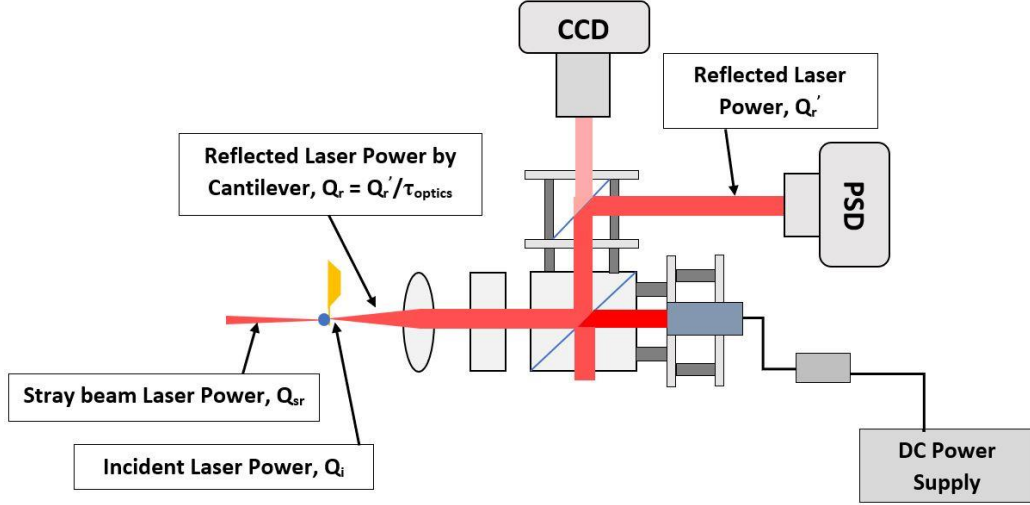 CCD
Reflected Laser
Power, Qr'
Reflected Laser Power by
Cantilever, Qr = Qr'/τoptics
PSD
Stray beam Laser Power, Qsr
Incident Laser Power, Qi
DC Power
Supply